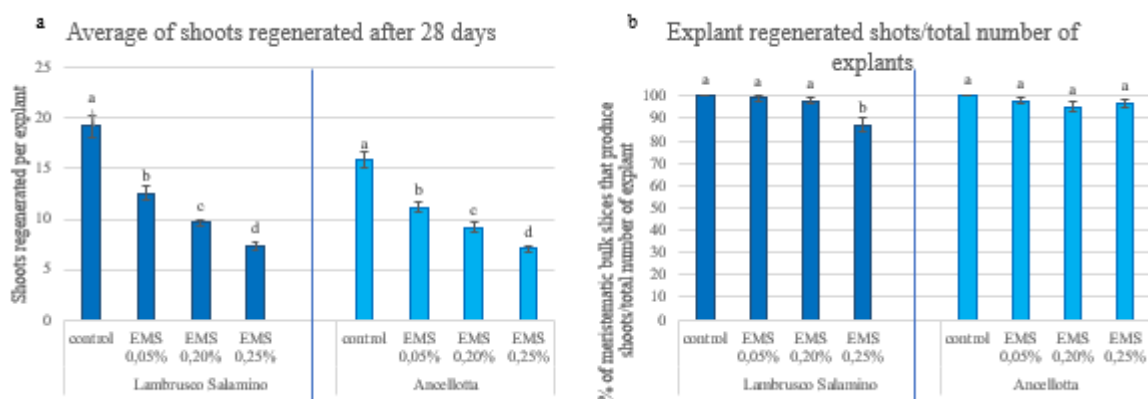 a
Average of shoots regenerated after 28 days
Shoots regenerated per explant
25
20
15
10
5
0
a
b
c
d
a
b
c
d
control
EMS 0,05%
EMS 0,20%
EMS 0,25%
control
EMS 0,05%
EMS 0,20%
EMS 0,25%
Lambrusco Salamino
Ancellotta
b
Explant regenerated shots/total number of
explants
% of meristematic bulk slices that produce
shoots/total number of explant
100
90
80
70
60
50
40
30
20
10
0
a
a
a
b
a
a
a
a
control
EMS 0,05%
EMS 0,20%
EMS 0,25%
control
EMS 0,05%
EMS 0,20%
EMS 0,25%
Lambrusco Salamino
Ancellotta